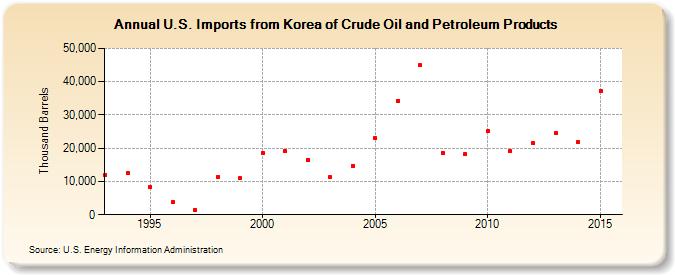 Annual U.S. Imports from Korea of Crude Oil and Petroleum Products
Thousand Barrels
50,000
40,000
30,000
20,000
10,000
0
1995 2000 2005 2010 2015
Source: U.S. Energy Information Administration